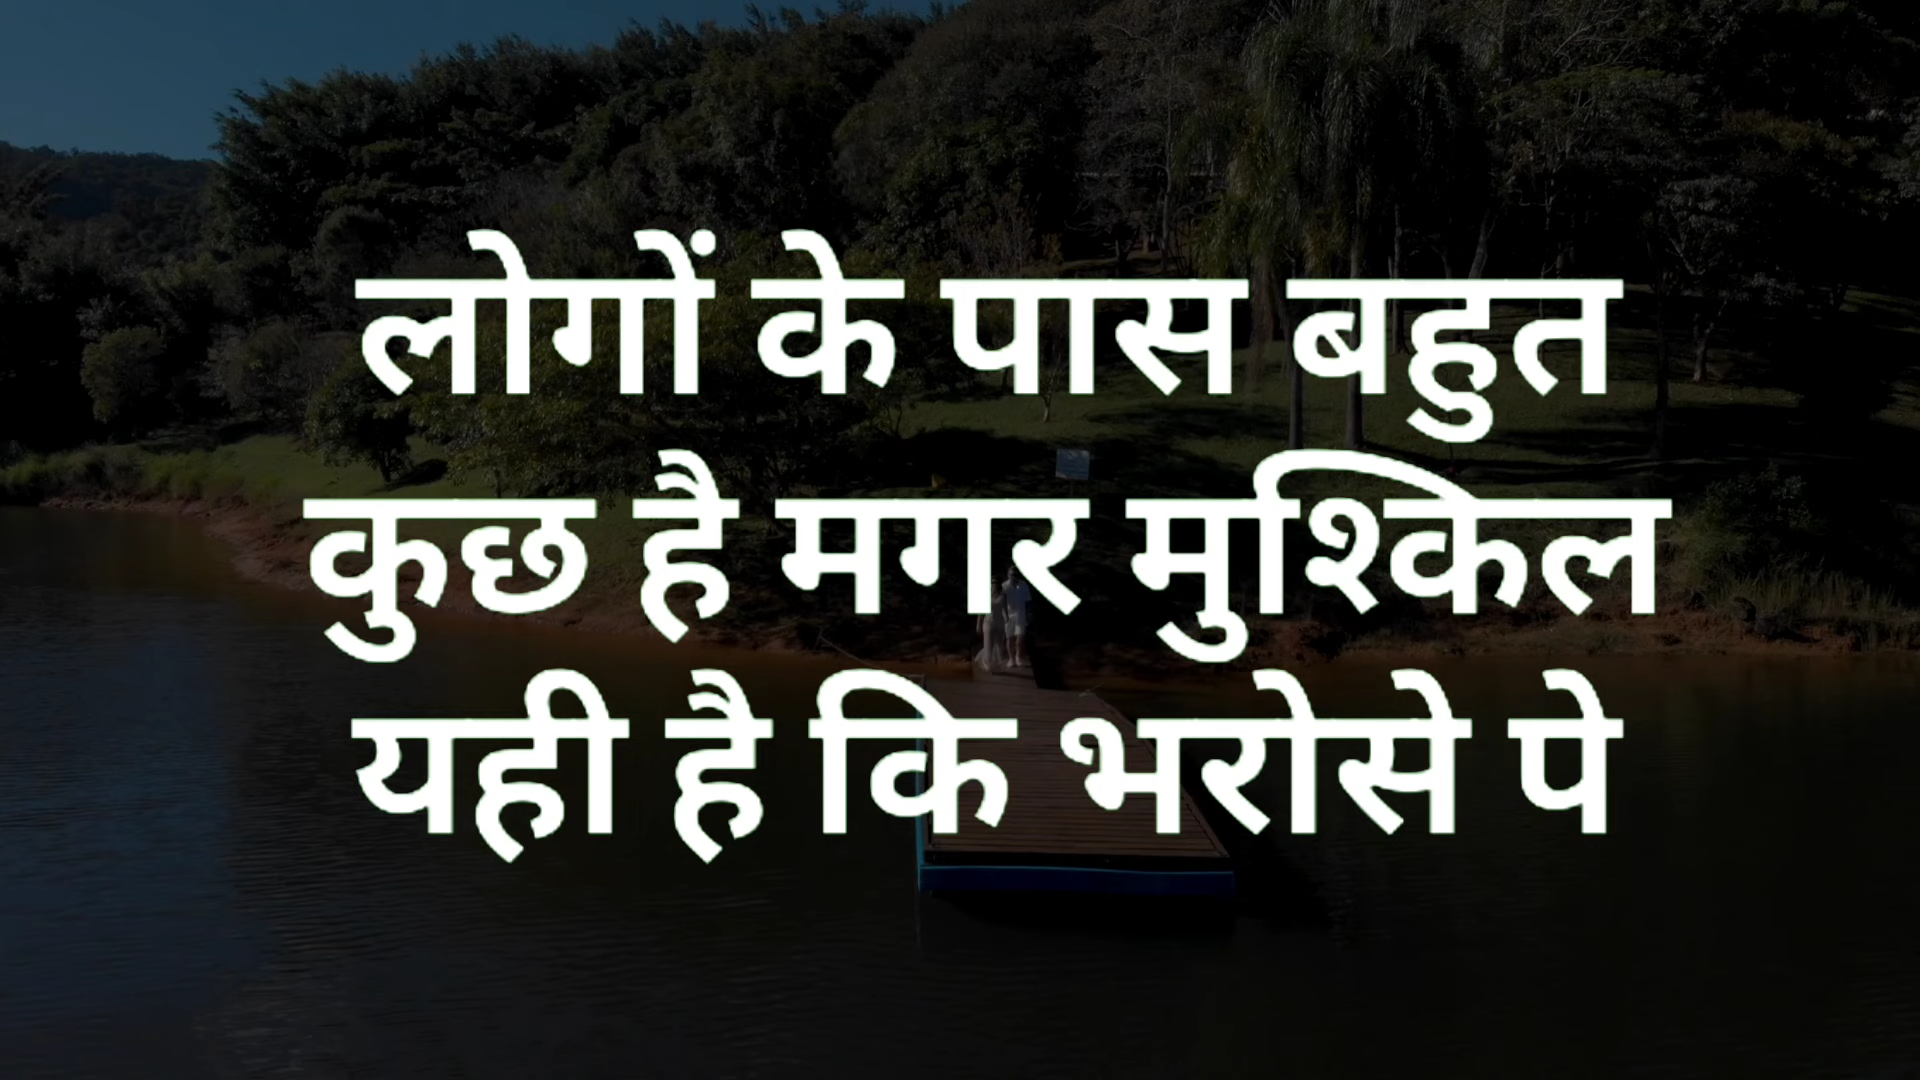 लोगों के पास बहुत
कुछ है मगर मुश्किल
यही है कि भरोसे पे